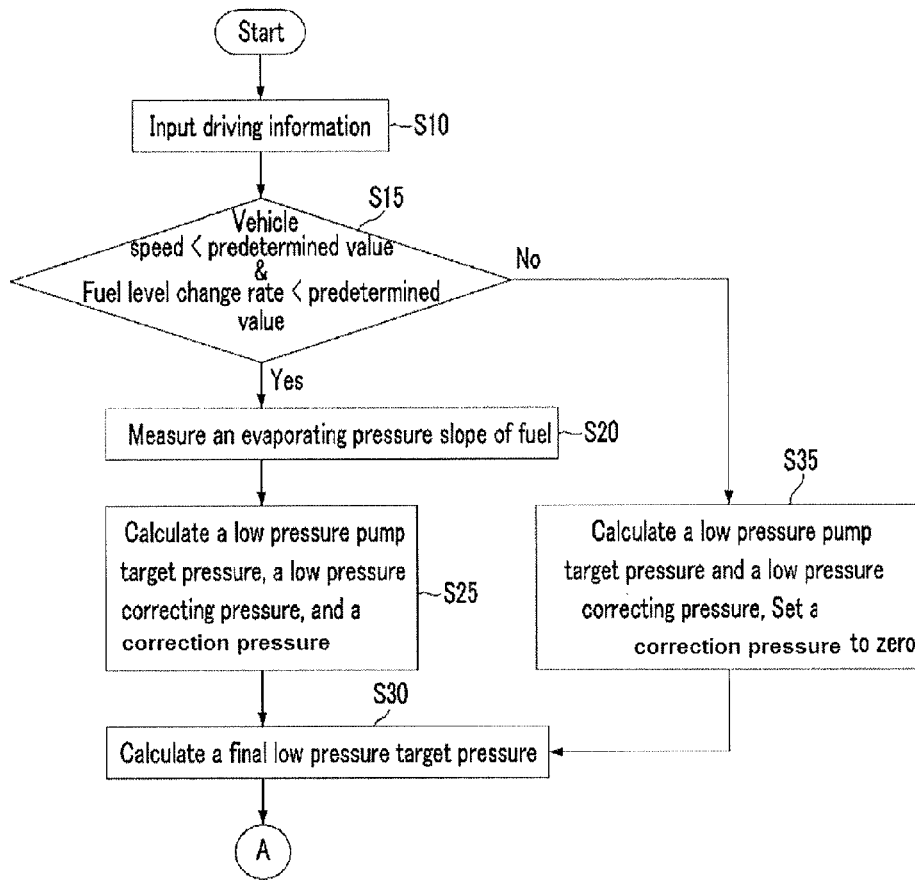 Start
Input driving information
S10
S15
Vehicle
speed < predetermined value
&
Fuel level change rate < predetermined
value
No
Yes
Measure an evaporating pressure slope of fuel
S20
S35
Calculate a low pressure pump
target pressure, a low pressure
correcting pressure, and a
correction pressure
S25
Calculate a low pressure pump
target pressure and a low pressure
correcting pressure, Set a
correction pressure to zero
S30
Calculate a final low pressure target pressure
A